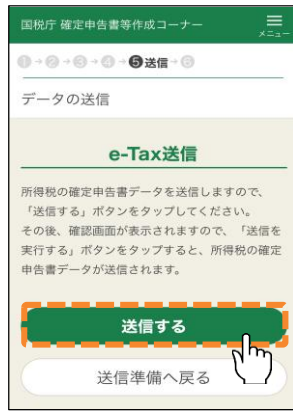 国税庁 確定申告書等作成コーナー
メニュー
①→②→③→④→❺送信→⑥
データの送信
e-Tax送信
所得税の確定申告書データを送信しますので、
「送信する」ボタンをタップしてください。
その後、確認画面が表示されますので、「送信を
実行する」ボタンをタップすると、所得税の確定
申告書データが送信されます。
送信する
送信準備へ戻る